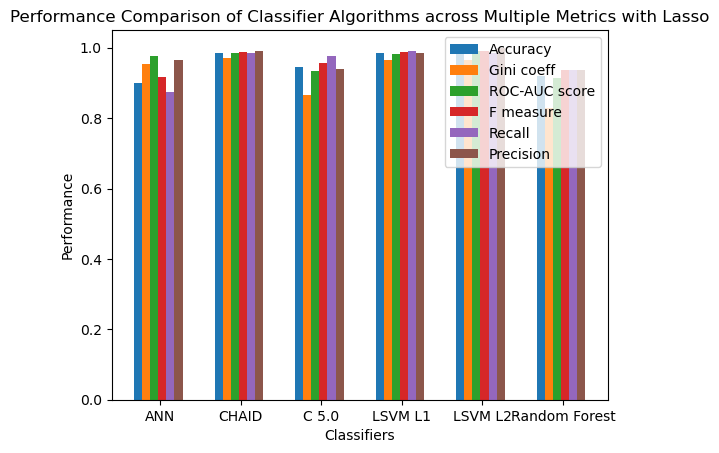 Performance Comparison of Classifier Algorithms across Multiple Metrics with Lasso
Accuracy
Gini coeff
ROC-AUC score
F measure
Recall
Precision
Performance
1.0
0.8
0.6
0.4
0.2
0.0
ANN CHAID C 5.0 LSVM L1 LSVM L2 Random Forest
Classifiers